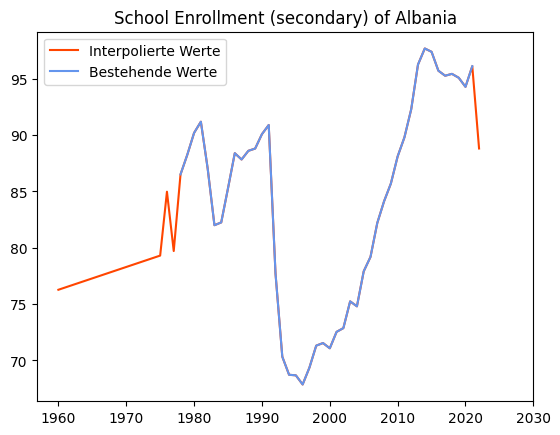 School Enrollment (secondary) of Albania
Interpolierte Werte
Bestehende Werte
95
90
85
80
75
70
1960 1970 1980 1990 2000 2010 2020 2030